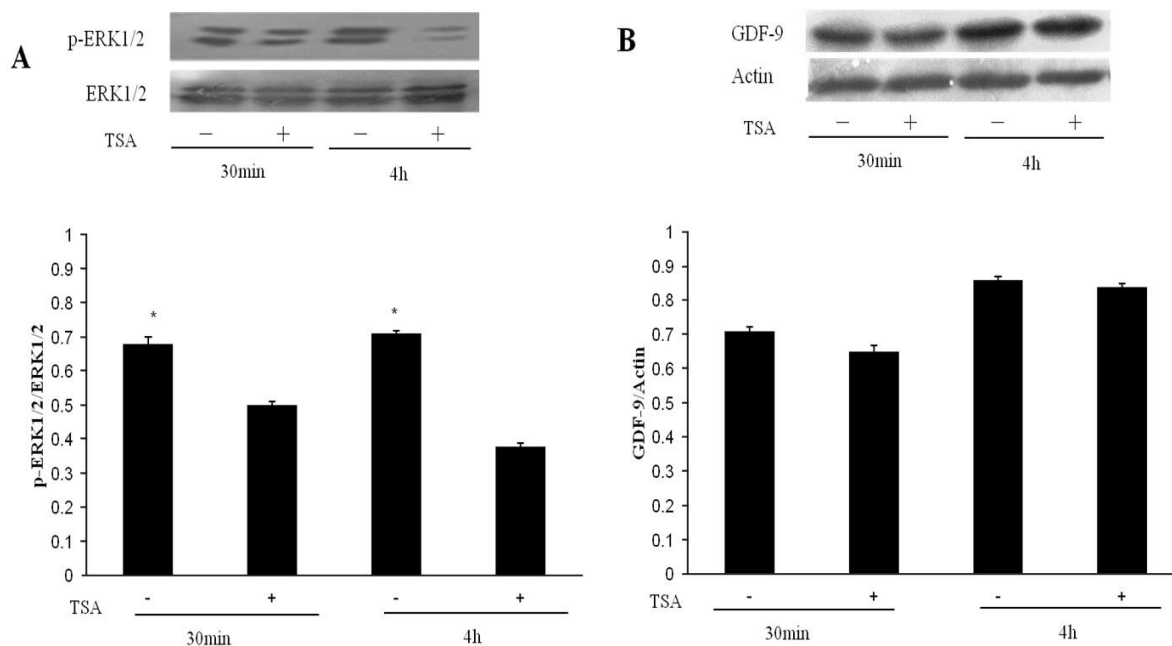 A
p-ERK1/2
ERK1/2
TSA − + − +
30min 4h
p-ERK1/2/ERK1/2
1
0.9
0.8
0.7
0.6
0.5
0.4
0.3
0.2
0.1
0
* *
TSA - + - +
30min 4h
B
GDF-9
Actin
TSA − + − +
30min 4h
GDF-9/Actin
1
0.9
0.8
0.7
0.6
0.5
0.4
0.3
0.2
0.1
0
TSA - + - +
30min 4h